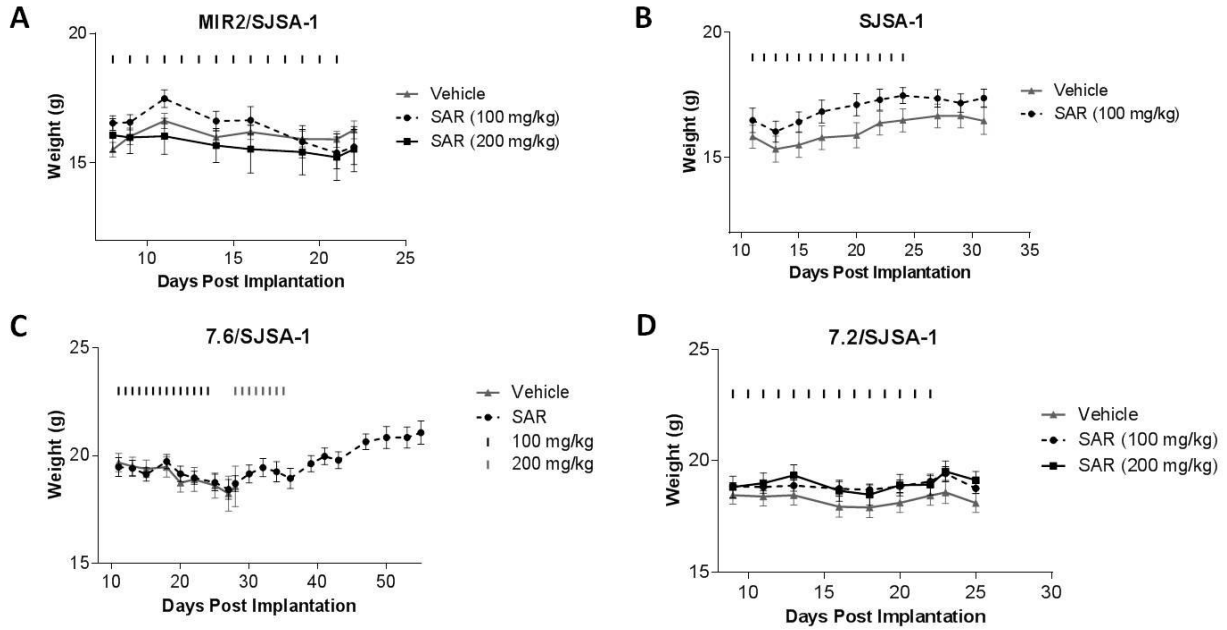 A
MIR2/SJSA-1
20
15
Weight (g)
10
15
20
25
Days Post Implantation
Vehicle
SAR (100 mg/kg)
SAR (200 mg/kg)
B
SJSA-1
20
15
Weight (g)
10
15
20
25
30
35
Days Post Implantation
Vehicle
SAR (100 mg/kg)
C
7.6/SJSA-1
25
20
15
Weight (g)
10
20
30
40
50
Days Post Implantation
Vehicle
SAR
100 mg/kg
200 mg/kg
D
7.2/SJSA-1
25
20
15
Weight (g)
10
15
20
25
30
Days Post Implantation
Vehicle
SAR (100 mg/kg)
SAR (200 mg/kg)